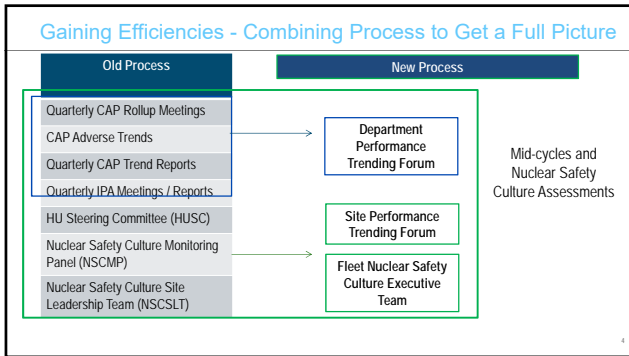 Gaining Efficiencies - Combining Process to Get a Full Picture
Old Process
New Process
Quarterly CAP Rollup Meetings
CAP Adverse Trends
Quarterly CAP Trend Reports
Quarterly IPA Meetings / Reports
HU Steering Committee (HUSC)
Nuclear Safety Culture Monitoring
Panel (NSCMP)
Nuclear Safety Culture Site
Leadership Team (NSCSLT)
Department
Performance
Trending Forum
Site Performance
Trending Forum
Fleet Nuclear Safety
Culture Executive
Team
Mid-cycles and
Nuclear Safety
Culture Assessments
4